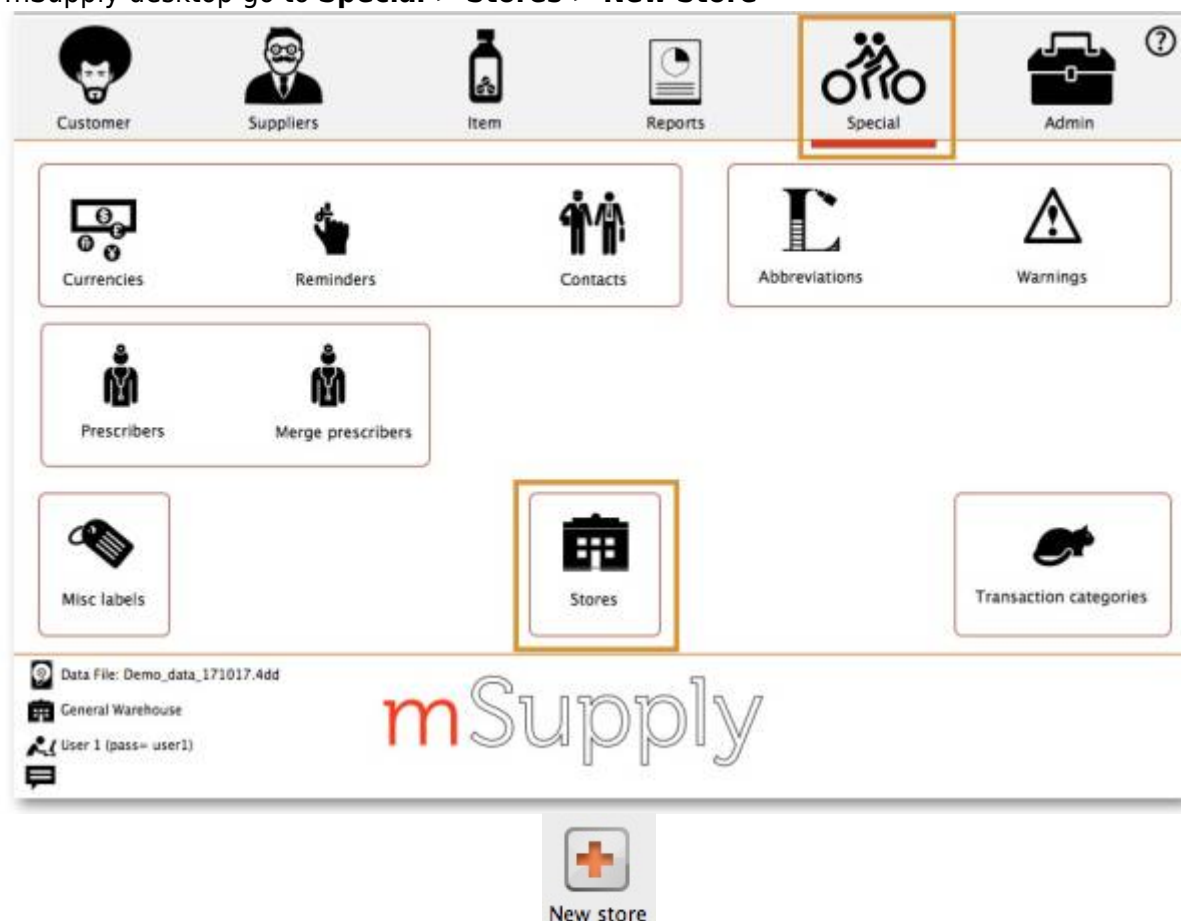 mSupply desktop go to Special > Stores > New Store
?
Customer Suppliers Item Reports Special Admin
Currencies Reminders Contacts Abbreviations Warnings
Prescribers Merge prescribers
Misc labels Stores Transaction categories
Data File: Demo_data_171017.4dd
General Warehouse
User 1 (pass= user1)
mSupply
New store